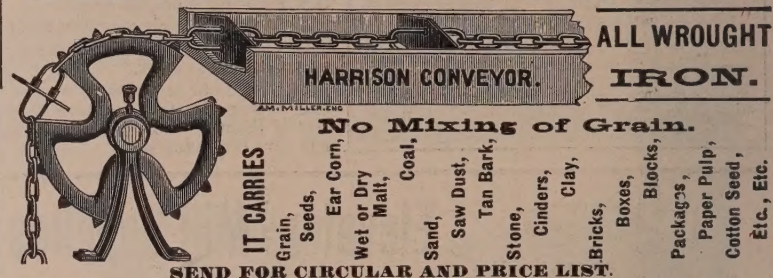 ALL WROUGHT
IRON.
HARRISON CONVEYOR.
A.M. MILLER. ENG
No Mixing of Grain.
IT CARRIES
Grain,
Seeds,
Ear Corn,
Wet or Dry
Malt,
Coal,
Sand,
Saw Dust,
Tan Bark,
Stone,
Cinders,
Clay,
Bricks,
Boxes,
Blocks,
Packages,
Paper Pulp,
Cotton Seed,
Etc., Etc.
SEND FOR CIRCULAR AND PRICE LIST.